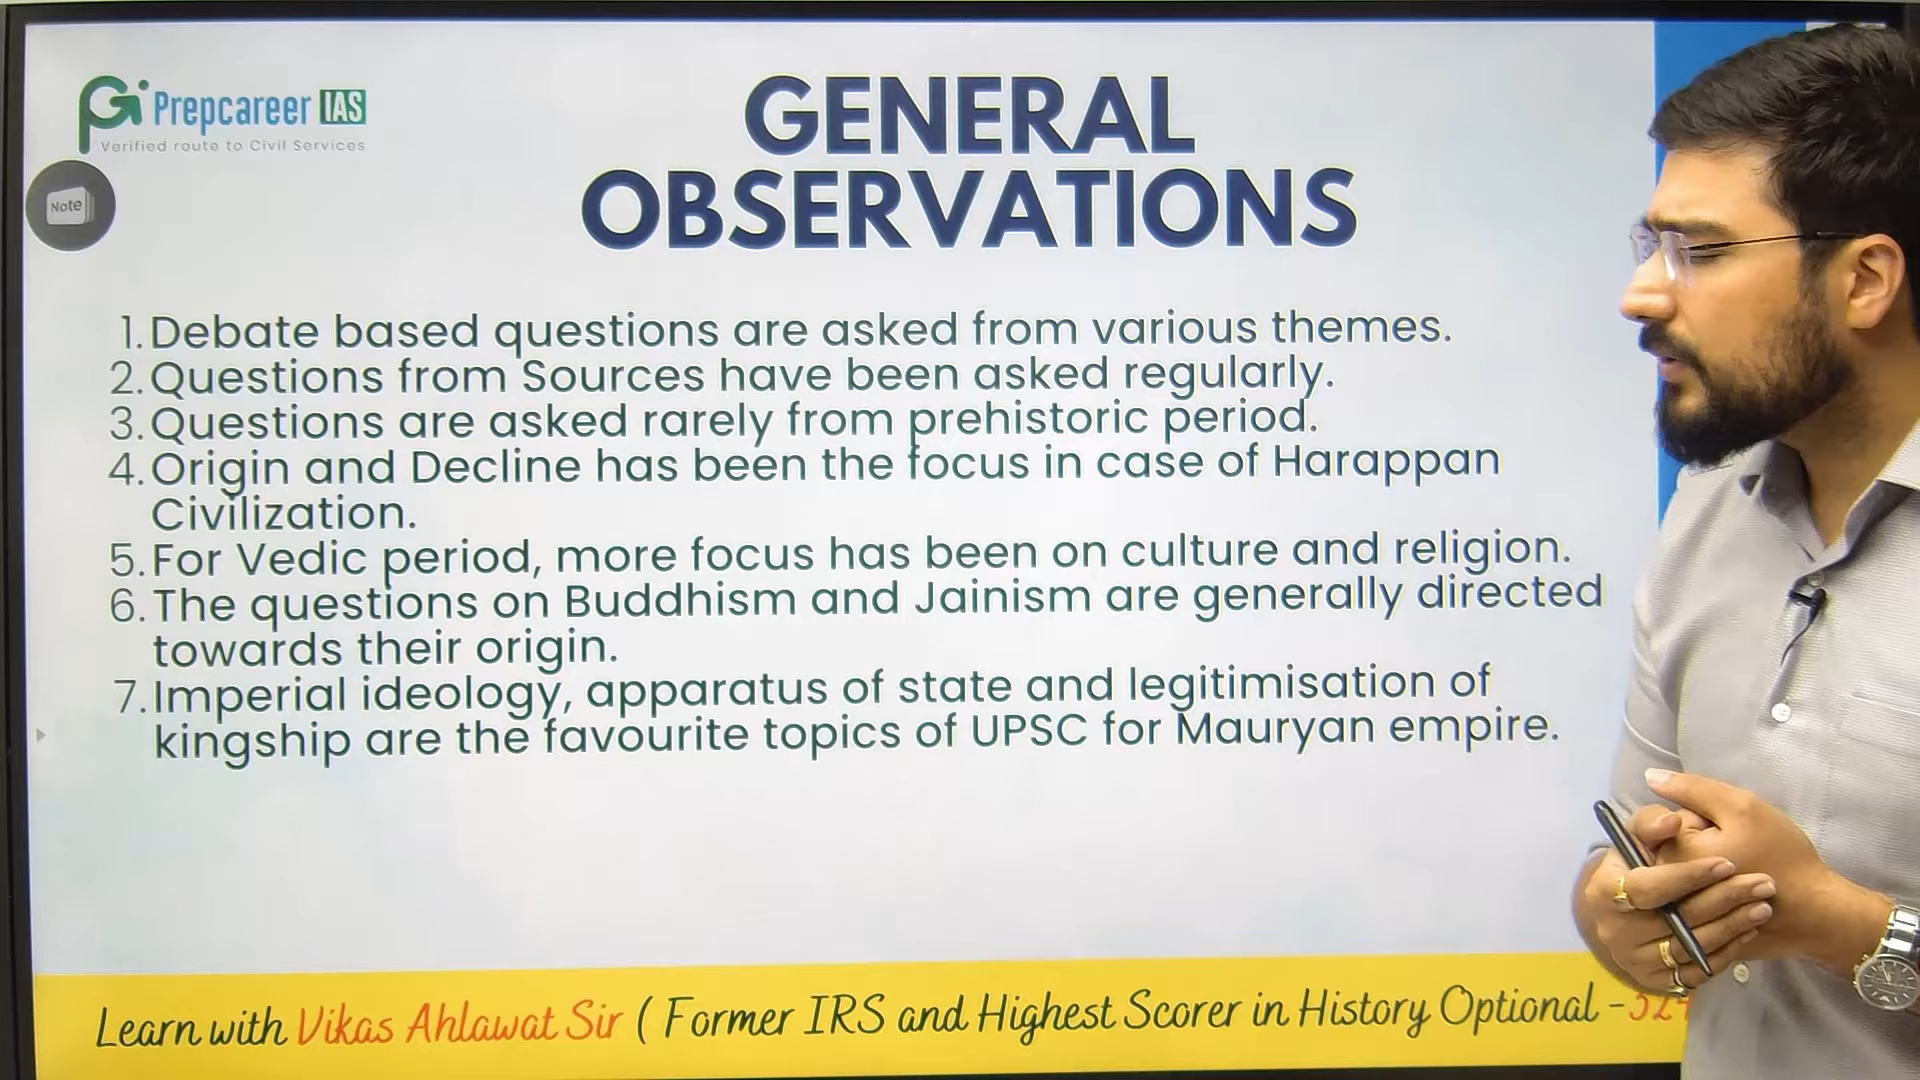 Prepcareer IAS
Verified route to Civil Services
Note
GENERAL
OBSERVATIONS
1. Debate based questions are asked from various themes.
2. Questions from Sources have been asked regularly.
3. Questions are asked rarely from prehistoric period.
4. Origin and Decline has been the focus in case of Harappan
Civilization.
5. For Vedic period, more focus has been on culture and religion.
6. The questions on Buddhism and Jainism are generally directed
towards their origin.
7. Imperial ideology, apparatus of state and legitimisation of
kingship are the favourite topics of UPSC for Mauryan empire.
Learn with Vikas Ahlawat Sir ( Former IRS and Highest Scorer in History Optional -